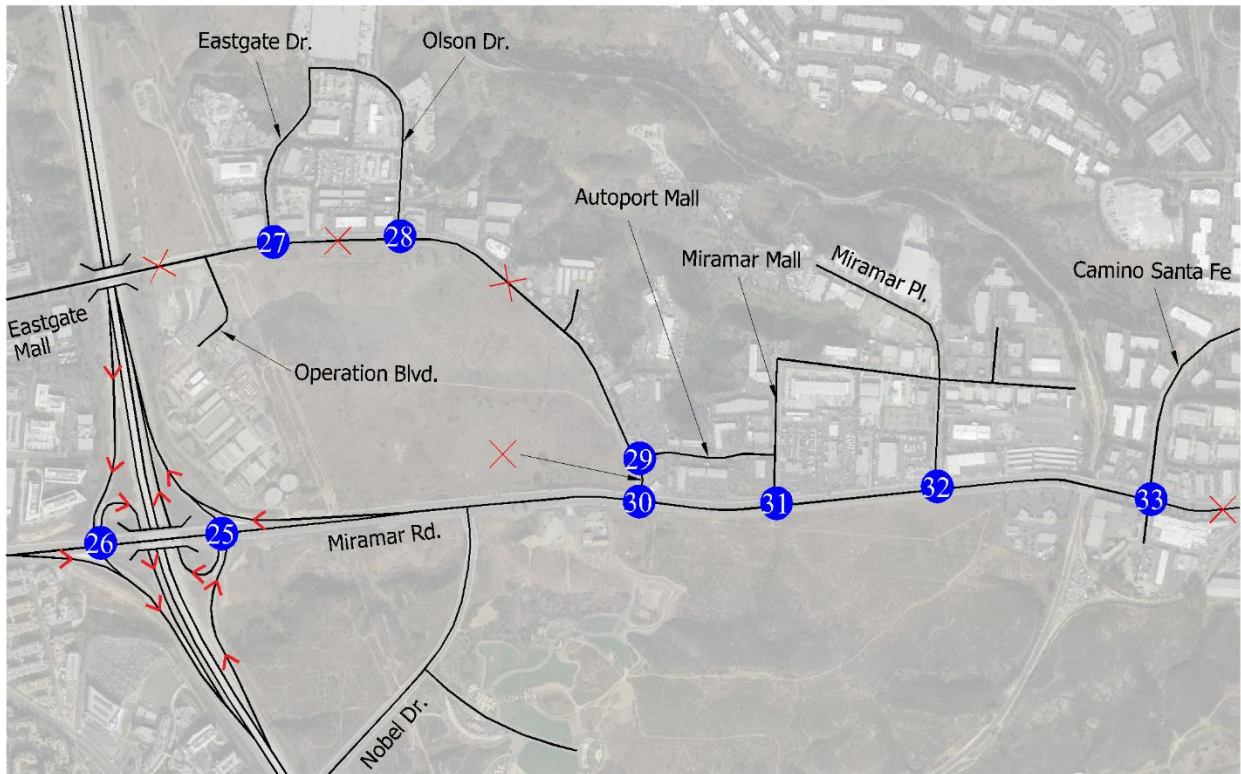 Eastgate Dr.
Olson Dr.
Autoport Mall
27
28
Miramar Mall
Miramar Pl.
Camino Santa Fe
Eastgate
Mall
Operation Blvd.
29
30
31
32
33
26
25
Miramar Rd.
Nobel Dr.